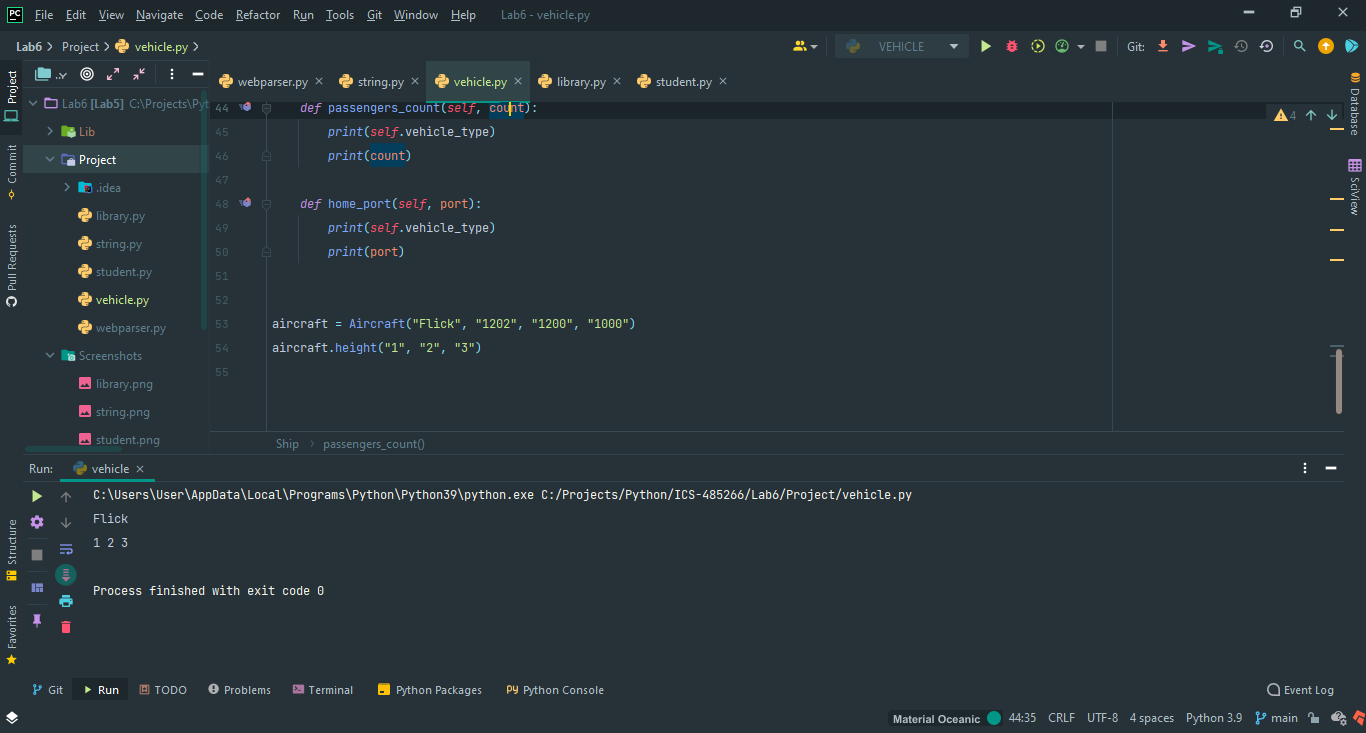 PC File Edit View Navigate Code Refactor Run Tools Git Window Help Lab6 - vehicle.py
Lab6 Project vehicle.py VEHICLE Git:
Project
Commit
Pull Requests
Structure
Favorites
Lab6 [Lab5] C:\Projects\Pyt
Lib
Project
.idea
library.py
string.py
student.py
vehicle.py
webparser.py
Screenshots
library.png
string.png
student.png
webparser.py string.py vehicle.py library.py student.py
44 def passengers_count(self, count):
45 print(self.vehicle_type)
46 print(count)
47
48 def home_port(self, port):
49 print(self.vehicle_type)
50 print(port)
51
52
53 aircraft = Aircraft("Flick", "1202", "1200", "1000")
54 aircraft.height("1", "2", "3")
55
4
Database
SciView
Ship passengers_count()
Run: vehicle
C:\Users\User\AppData\Local\Programs\Python\Python39\python.exe C:/Projects/Python/ICS-485266/Lab6/Project/vehicle.py
Flick
1 2 3
Process finished with exit code 0
Git Run TODO Problems Terminal Python Packages Python Console Event Log
Material Oceanic 44:35 CRLF UTF-8 4 spaces Python 3.9 main